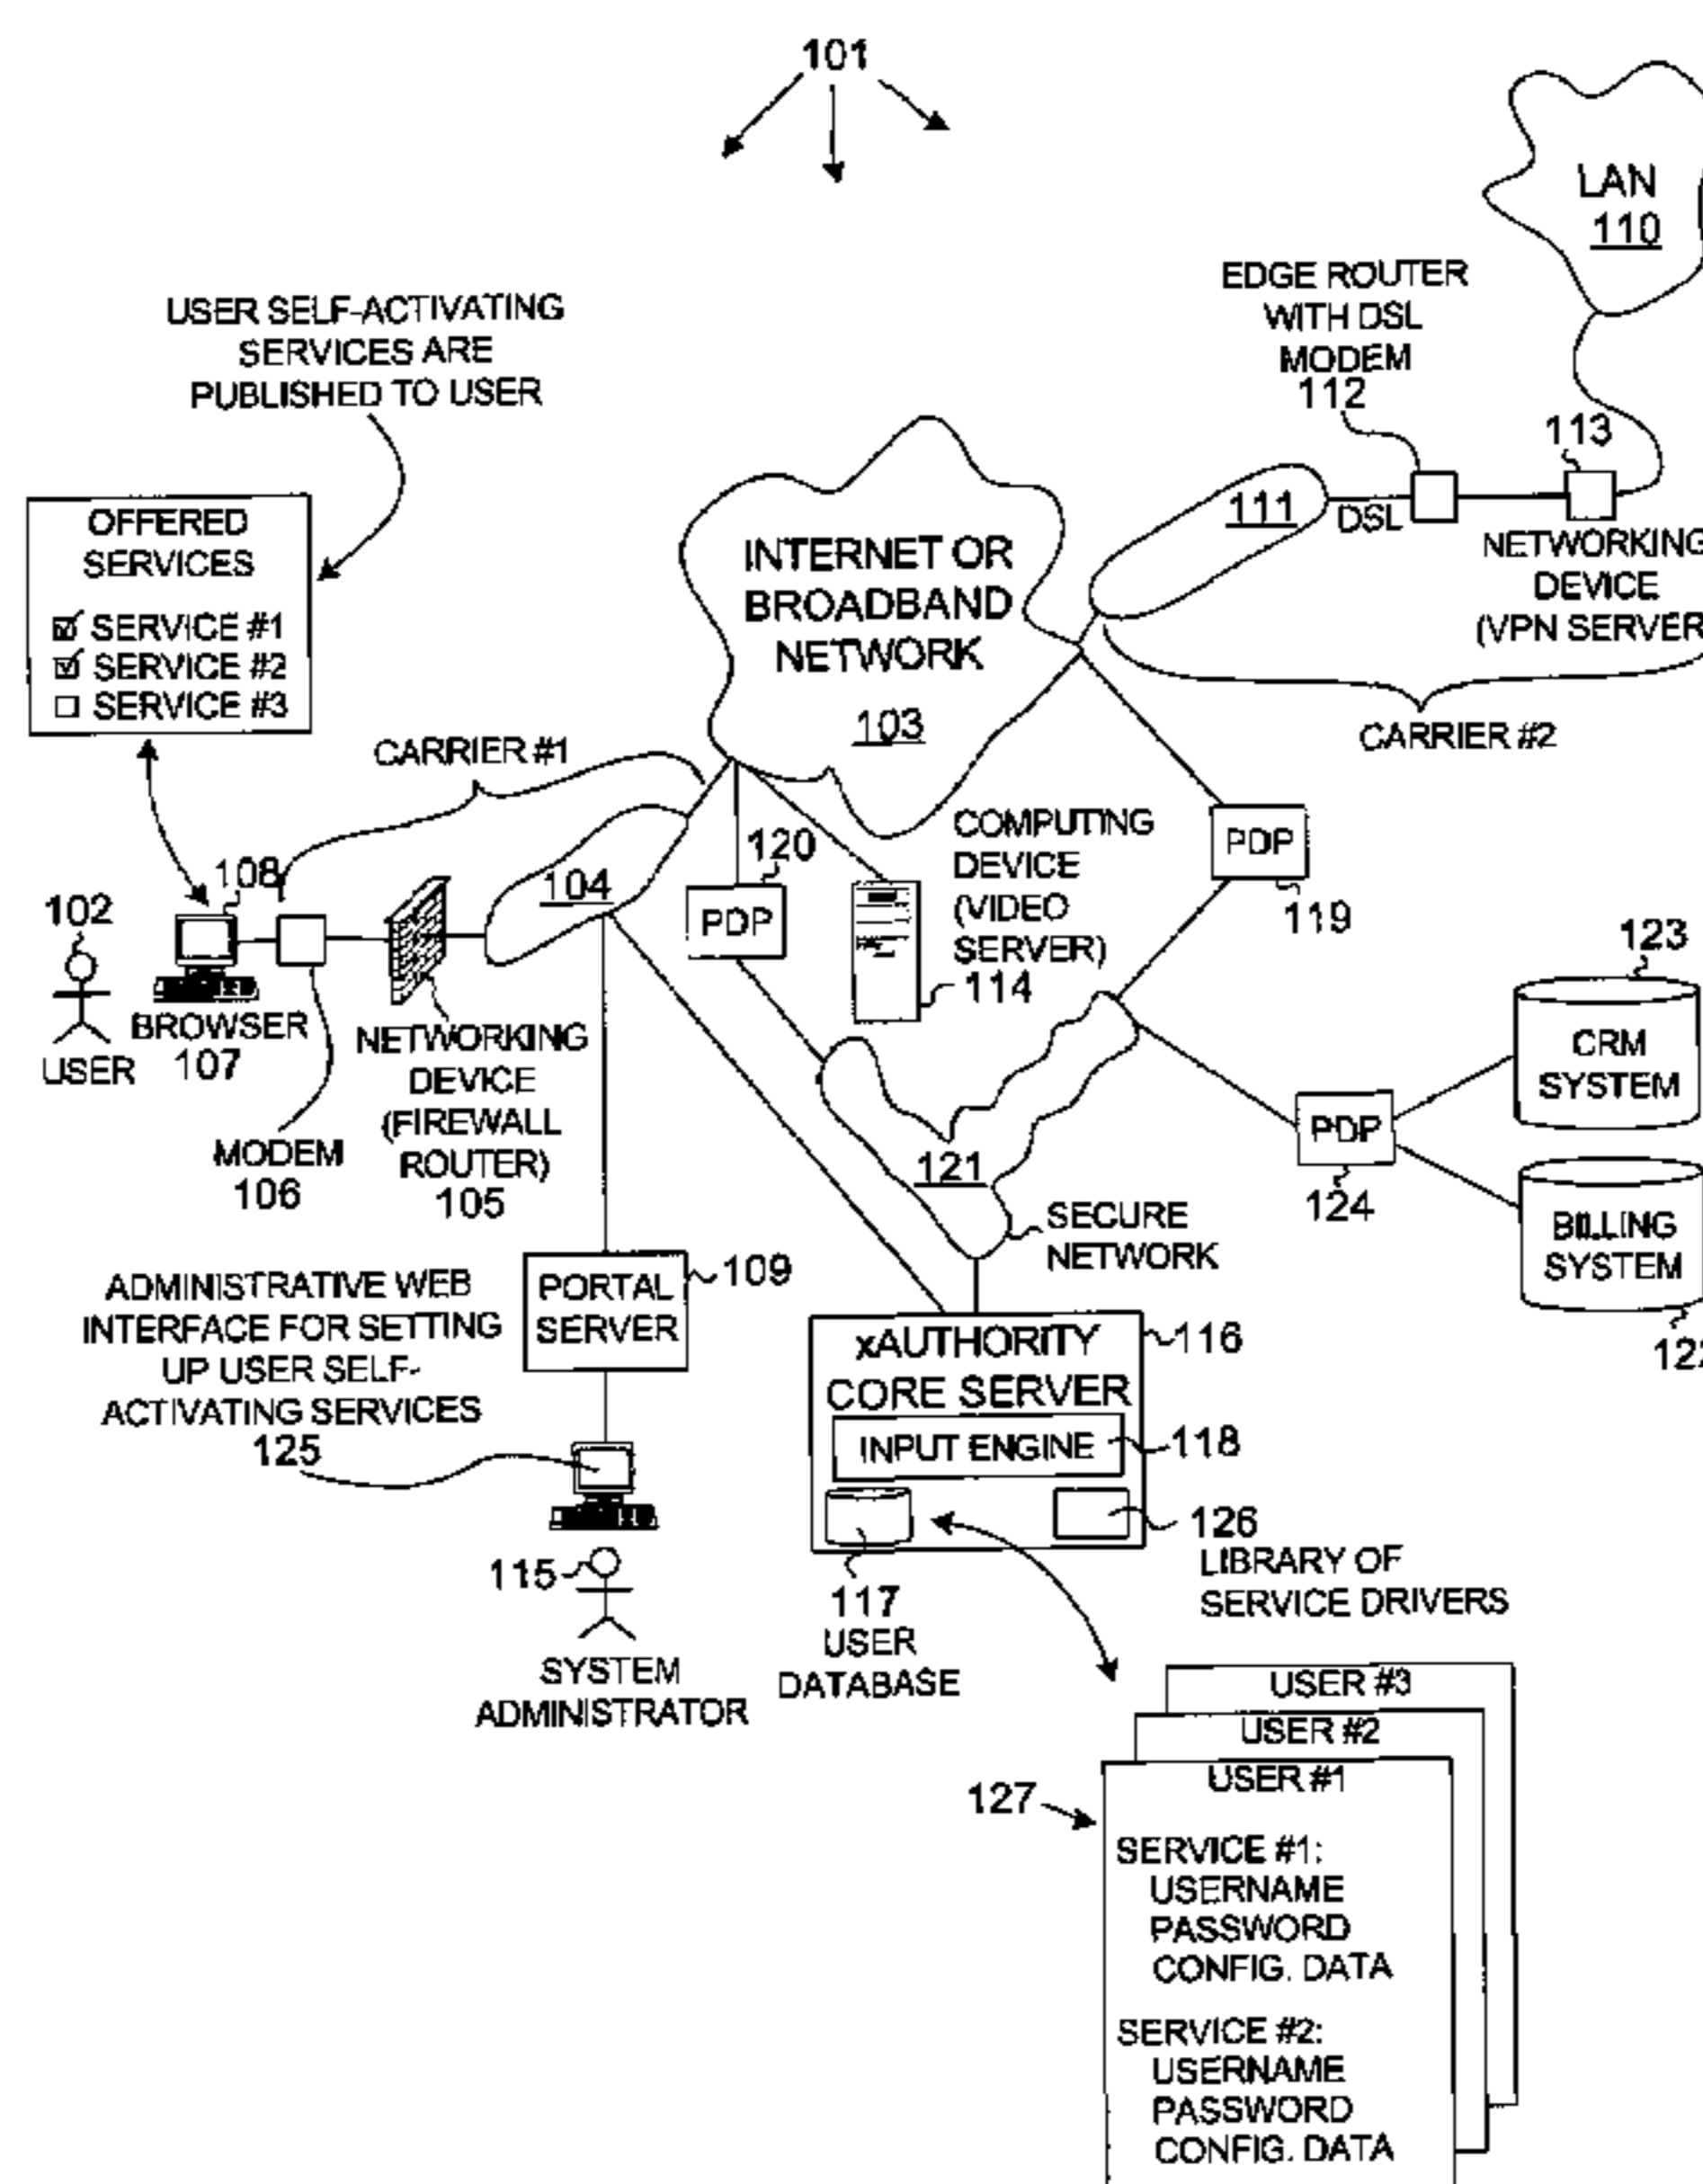 101
LAN
110
EDGE ROUTER
WITH DSL
MODEM
112
USER SELF-ACTIVATING
SERVICES ARE
PUBLISHED TO USER
113
111
DSL
NETWORKING
DEVICE
(VPN SERVER
OFFERED
SERVICES
SERVICE #1
SERVICE #2
SERVICE #3
INTERNET OR
BROADBAND
NETWORK
103
CARRIER #2
CARRIER #1
COMPUTING
DEVICE
(VIDEO
SERVER)
114
PDP
119
120
PDP
104
108
102
USER
BROWSER
107
NETWORKING
DEVICE
(FIREWALL
ROUTER)
105
MODEM
106
123
CRM
SYSTEM
PDP
124
BILLING
SYSTEM
122
121
SECURE
NETWORK
PORTAL
SERVER
109
ADMINISTRATIVE WEB
INTERFACE FOR SETTING
UP USER SELF-
ACTIVATING SERVICES
125
xAUTHORITY
CORE SERVER
116
INPUT ENGINE
118
126
LIBRARY OF
SERVICE DRIVERS
117
USER
DATABASE
115
SYSTEM
ADMINISTRATOR
USER #3
USER #2
USER #1
127
SERVICE #1:
USERNAME
PASSWORD
CONFIG. DATA
SERVICE #2:
USERNAME
PASSWORD
CONFIG. DATA